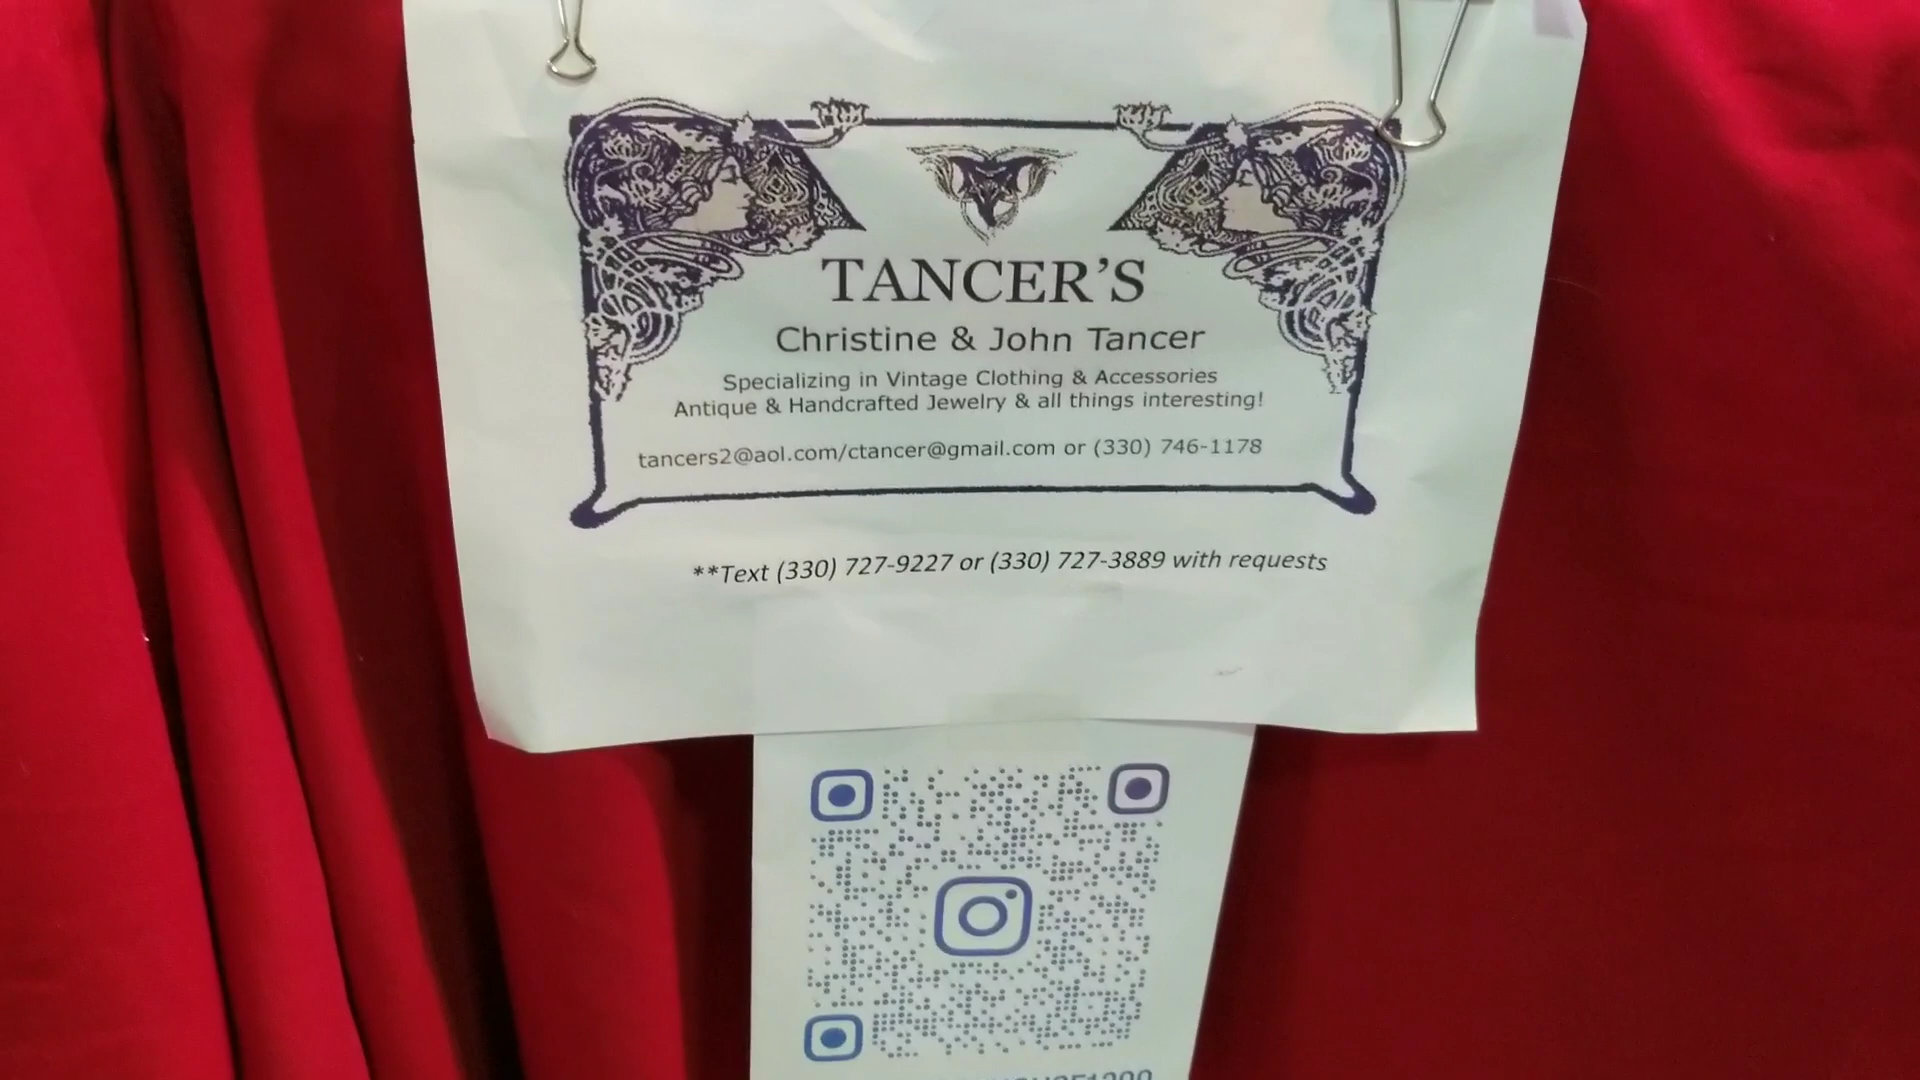 TANCER'S
Christine & John Tancer
Specializing in Vintage Clothing & Accessories
Antique & Handcrafted Jewelry & all things interesting!
tancers2@aol.com/ctancer@gmail.com or (330) 746-1178
**Text (330) 727-9227 or (330) 727-3889 with requests